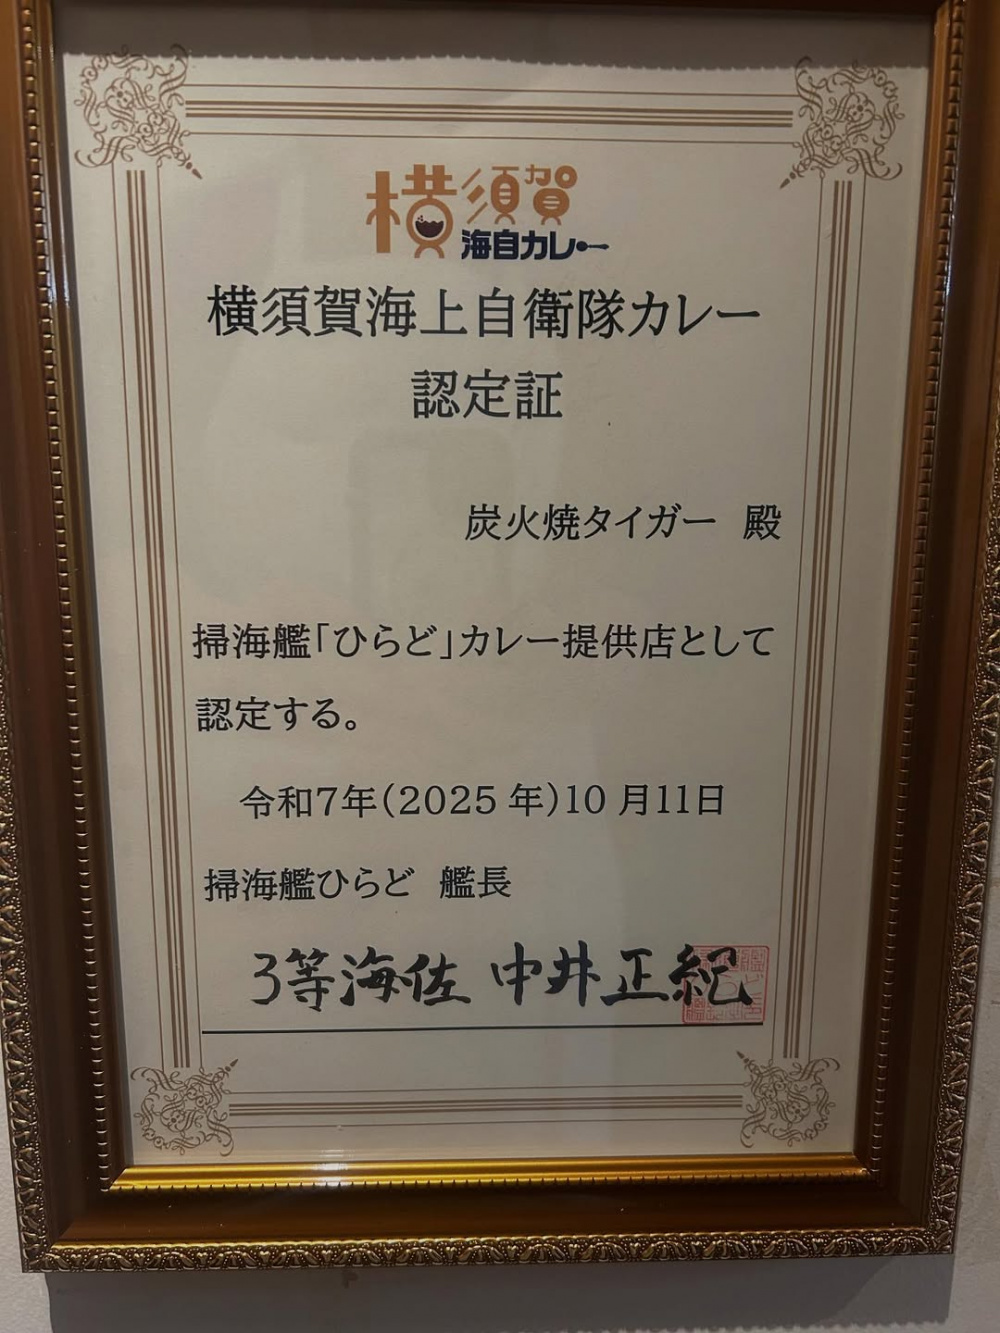 横須賀
海自カレー
横須賀海上自衛隊カレー
認定証
炭火焼タイガー 殿
掃海艦「ひらど」カレー提供店として
認定する。
令和7年(2025年)10月11日
掃海艦ひらど 艦長
3等海佐 中井正紀